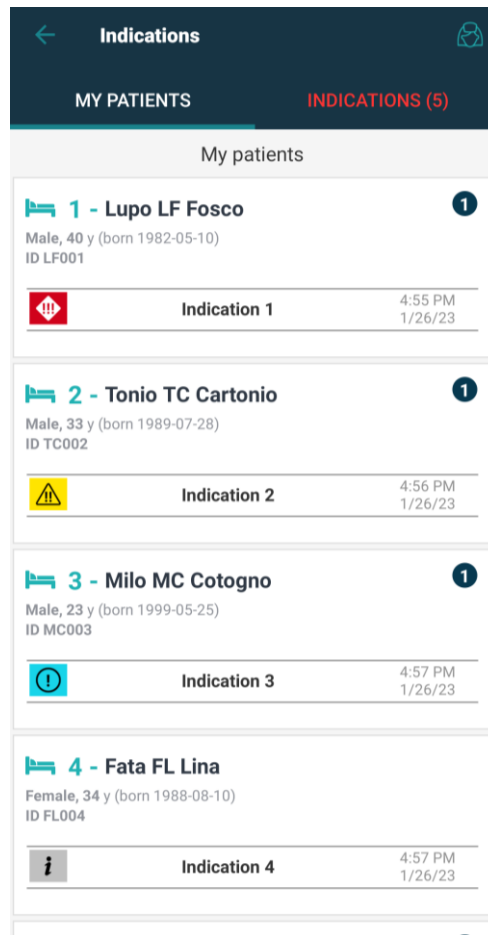 Indications
MY PATIENTS
INDICATIONS (5)
My patients
1 - Lupo LF Fosco
1
Male, 40 y (born 1982-05-10)
ID LF001
!!!
Indication 1
4:55 PM
1/26/23
2 - Tonio TC Cartonio
1
Male, 33 y (born 1989-07-28)
ID TC002
!!
Indication 2
4:56 PM
1/26/23
3 - Milo MC Cotogno
1
Male, 23 y (born 1999-05-25)
ID MC003
!
Indication 3
4:57 PM
1/26/23
4 - Fata FL Lina
Female, 34 y (born 1988-08-10)
ID FL004
i
Indication 4
4:57 PM
1/26/23